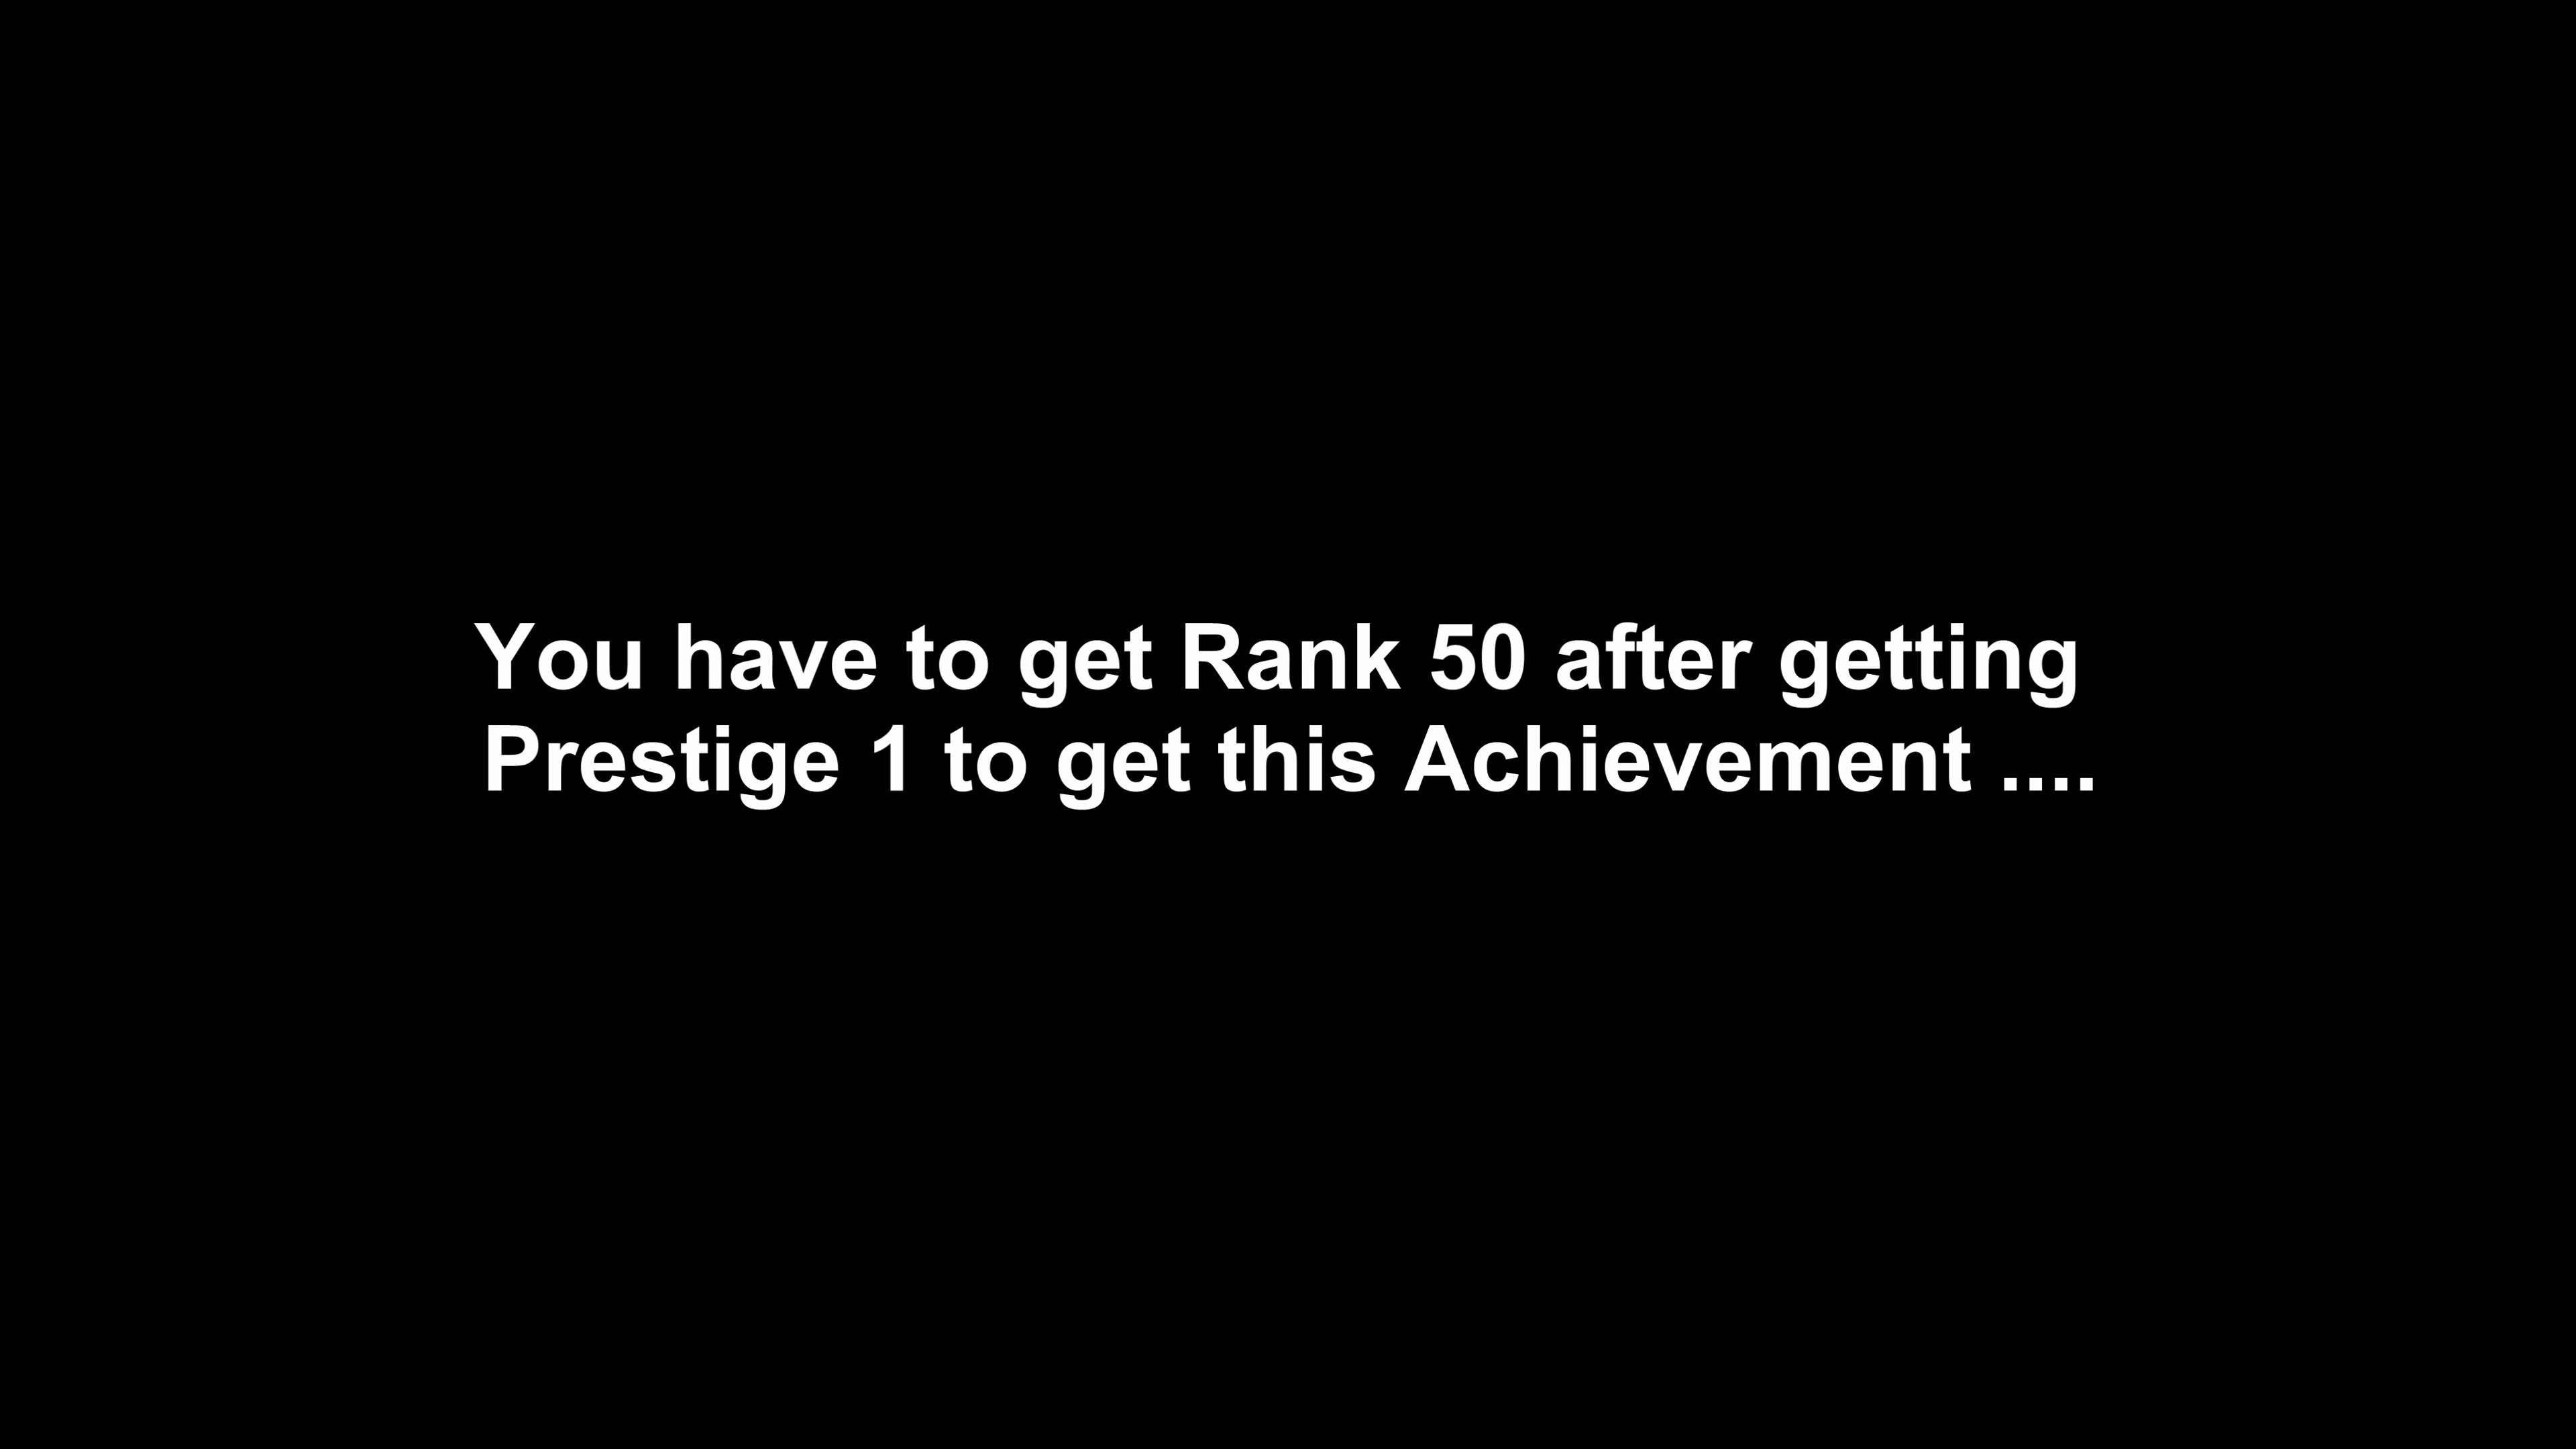 You have to get Rank 50 after getting
Prestige 1 to get this Achievement ....